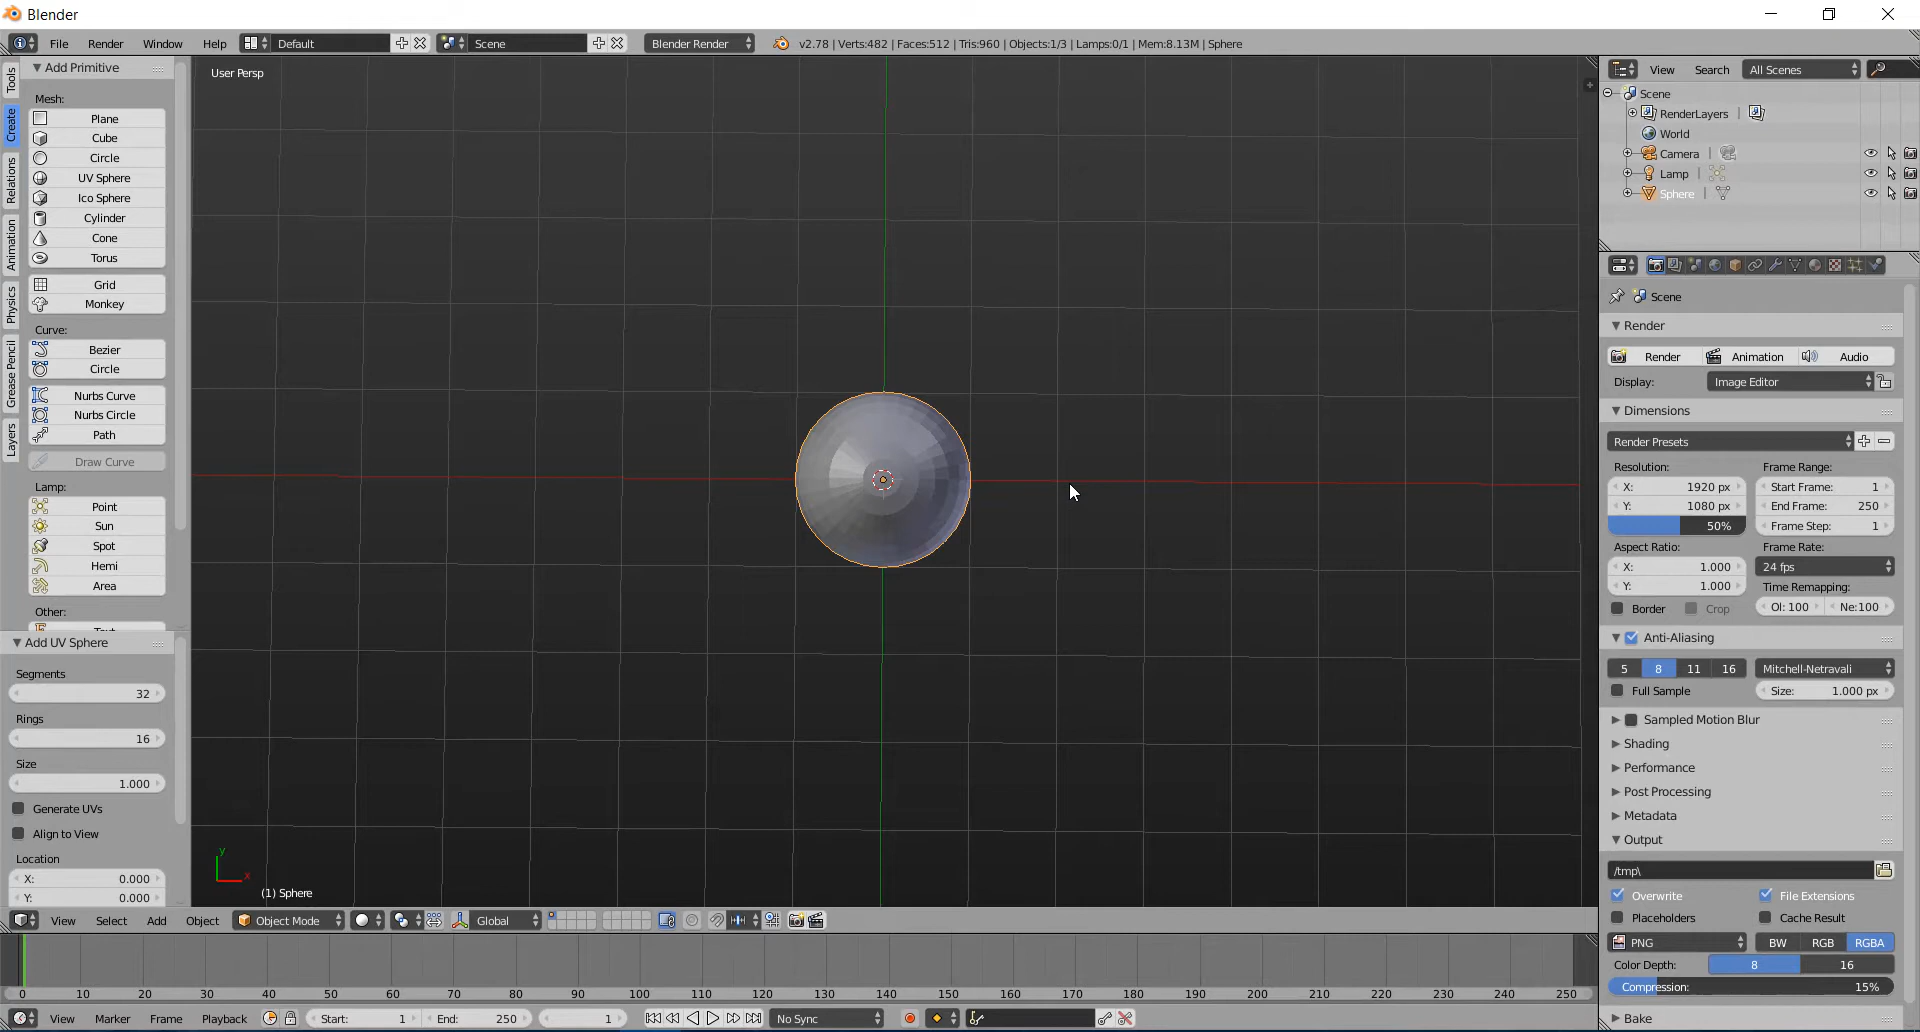 Blender
File Render Window Help Default Scene Blender Render v2.78 | Verts:482 | Faces:512 | Tris:960 | Objects:1/3 | Lamps:0/1 | Mem:8.13M | Sphere
Tools
Create
Relations
Animation
Physics
Grease Pencil
Layers
Add Primitive
Mesh:
Plane
Cube
Circle
UV Sphere
Ico Sphere
Cylinder
Cone
Torus
Grid
Monkey
Curve:
Bezier
Circle
Nurbs Curve
Nurbs Circle
Path
Draw Curve
Lamp:
Point
Sun
Spot
Hemi
Area
Other:
Add UV Sphere
Segments
32
Rings
16
Size
1.000
Generate UVs
Align to View
Location
X: 0.000
Y: 0.000
User Persp
y
x
(1) Sphere
View Select Add Object Object Mode Global
0 10 20 30 40 50 60 70 80 90 100 110 120 130 140 150 160 170 180 190 200 210 220 230 240 250
View Marker Frame Playback Start: 1 End: 250 1 No Sync
View Search All Scenes
Scene
RenderLayers
World
Camera
Lamp
Sphere
Scene
Render
Render Animation Audio
Display: Image Editor
Dimensions
Render Presets
Resolution: Frame Range:
X: 1920 px Start Frame: 1
Y: 1080 px End Frame: 250
50% Frame Step: 1
Aspect Ratio: Frame Rate:
X: 1.000 24 fps
Y: 1.000 Time Remapping:
Border Crop Ol: 100 Ne:100
Anti-Aliasing
5 8 11 16 Mitchell-Netravali
Full Sample Size: 1.000 px
Sampled Motion Blur
Shading
Performance
Post Processing
Metadata
Output
/tmp\
Overwrite File Extensions
Placeholders Cache Result
PNG BW RGB RGBA
Color Depth: 8 16
Compression: 15%
Bake